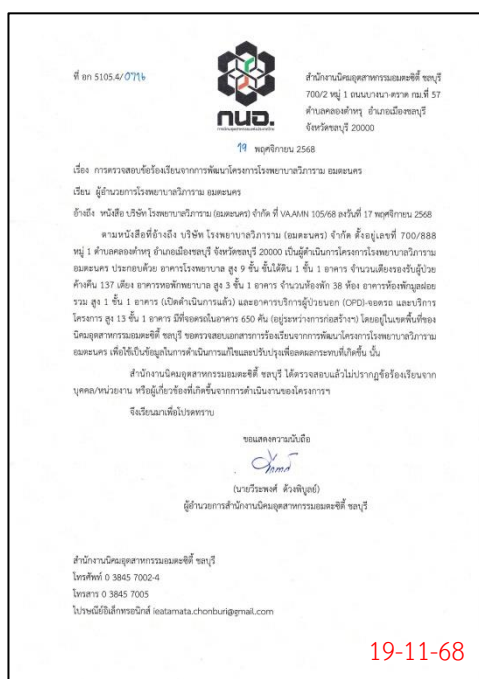 ที่ อก 5105.4/0716
กนอ.
สำนักงานนิคมอุตสาหกรรมอมตะซิตี้ ชลบุรี
700/2 หมู่ 1 ถนนบางนา-ตราด กม.ที่ 57
ตำบลคลองตำหรุ อำเภอเมืองชลบุรี
จังหวัดชลบุรี 20000
19 พฤศจิกายน 2568
เรื่อง การตรวจสอบข้อร้องเรียนจากการพัฒนาโครงการโรงพยาบาลวิภาราม อมตะนคร
เรียน ผู้อำนวยการโรงพยาบาลวิภาราม อมตะนคร
อ้างถึง หนังสือ บริษัท โรงพยาบาลวิภาราม (อมตะนคร) จำกัด ที่ VA.AMN 105/68 ลงวันที่ 17 พฤศจิกายน 2568
ตามหนังสือที่อ้างถึง บริษัท โรงพยาบาลวิภาราม (อมตะนคร) จำกัด ตั้งอยู่เลขที่ 700/888
หมู่ 1 ตำบลคลองตำหรุ อำเภอเมืองชลบุรี จังหวัดชลบุรี 20000 เป็นผู้ดำเนินการโครงการโรงพยาบาลวิภาราม
อมตะนคร ประกอบด้วย อาคารโรงพยาบาล สูง 9 ชั้น ชั้นใต้ดิน 1 ชั้น 1 อาคาร จำนวนเตียงรองรับผู้ป่วย
ค้างคืน 137 เตียง อาคารหอพักพยาบาล สูง 3 ชั้น 1 อาคาร จำนวนห้องพัก 38 ห้อง อาคารห้องพักมูลฝอย
รวม สูง 1 ชั้น 1 อาคาร (เปิดดำเนินการแล้ว) และอาคารบริการผู้ป่วยนอก (OPD)-จอดรถ และบริการ
โครงการ สูง 13 ชั้น 1 อาคาร มีที่จอดรถในอาคาร 650 คัน (อยู่ระหว่างการก่อสร้างฯ) โดยอยู่ในเขตพื้นที่ของ
นิคมอุตสาหกรรมอมตะซิตี้ ชลบุรี ขอตรวจสอบเอกสารการร้องเรียนจากการพัฒนาโครงการโรงพยาบาลวิภาราม
อมตะนคร เพื่อใช้เป็นข้อมูลในการดำเนินการแก้ไขและปรับปรุงเพื่อลดผลกระทบที่เกิดขึ้น นั้น
สำนักงานนิคมอุตสาหกรรมอมตะซิตี้ ชลบุรี ได้ตรวจสอบแล้วไม่ปรากฏข้อร้องเรียนจาก
บุคคล/หน่วยงาน หรือผู้เกี่ยวข้องที่เกิดขึ้นจากการดำเนินงานของโครงการฯ
จึงเรียนมาเพื่อโปรดทราบ
ขอแสดงความนับถือ
(นายวีระพงศ์ ด้วงพิบูลย์)
ผู้อำนวยการสำนักงานนิคมอุตสาหกรรมอมตะซิตี้ ชลบุรี
สำนักงานนิคมอุตสาหกรรมอมตะซิตี้ ชลบุรี
โทรศัพท์ 0 3845 7002-4
โทรสาร 0 3845 7005
ไปรษณีย์อิเล็กทรอนิกส์ ieatamata.chonburi@gmail.com
19-11-68